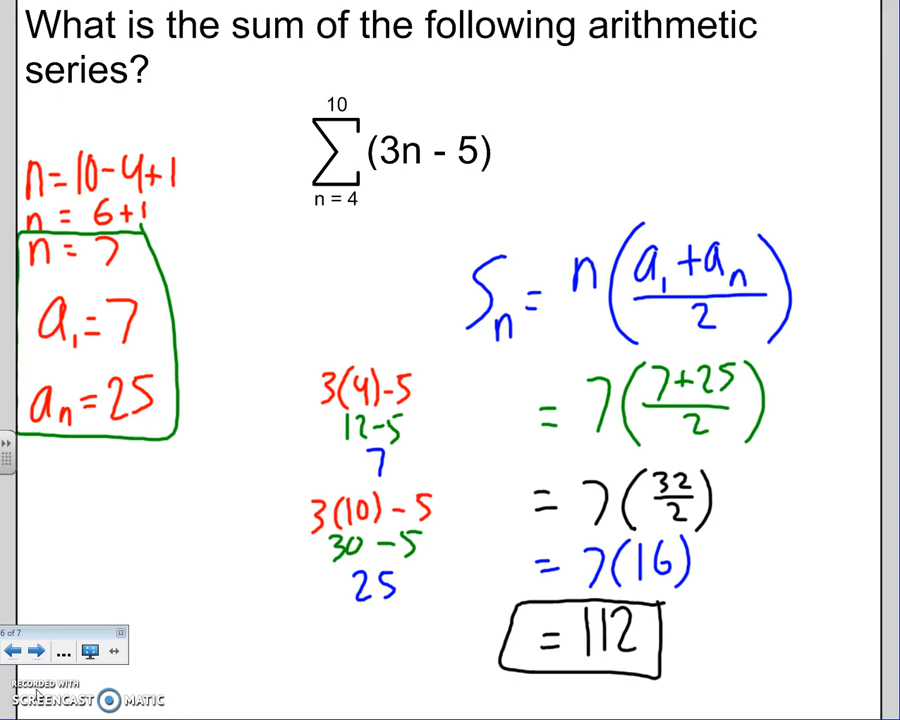 What is the sum of the following arithmetic
series?
10
∑ (3n - 5)
n = 4
n = 10 - 4 + 1
n = 6 + 1
n = 7
a₁ = 7
aₙ = 25
3(4) - 5
12 - 5
7
3(10) - 5
30 - 5
25
Sₙ = n((a₁ + aₙ)/2)
= 7((7 + 25)/2)
= 7(32/2)
= 7(16)
= 112
6 of 7
...
RECORDED WITH
SCREENCAST MATIC